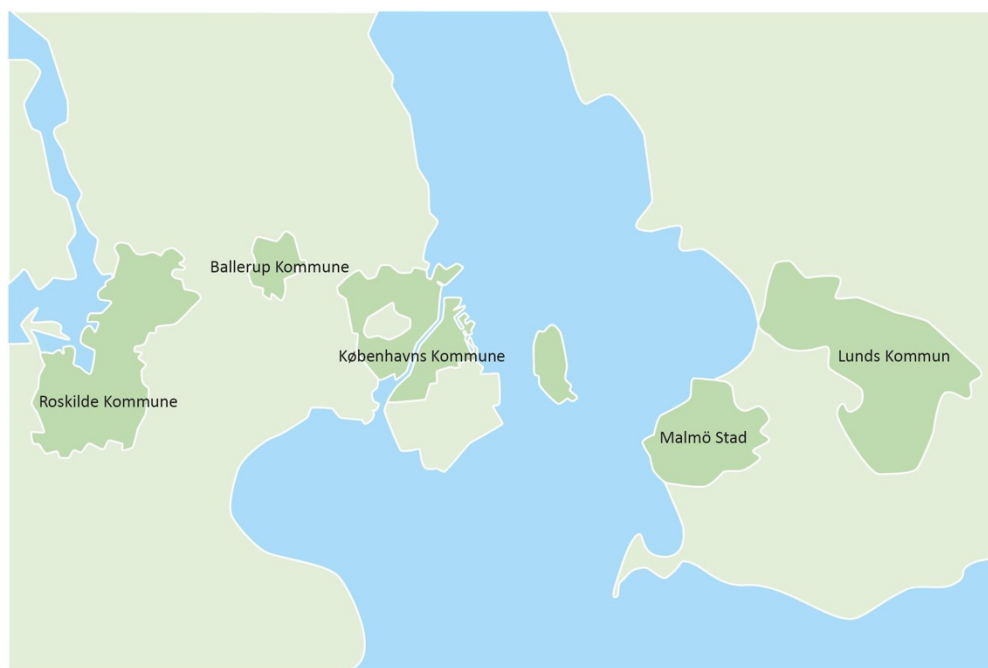 Ballerup Kommune
Københavns Kommune
Lunds Kommun
Roskilde Kommune
Malmö Stad